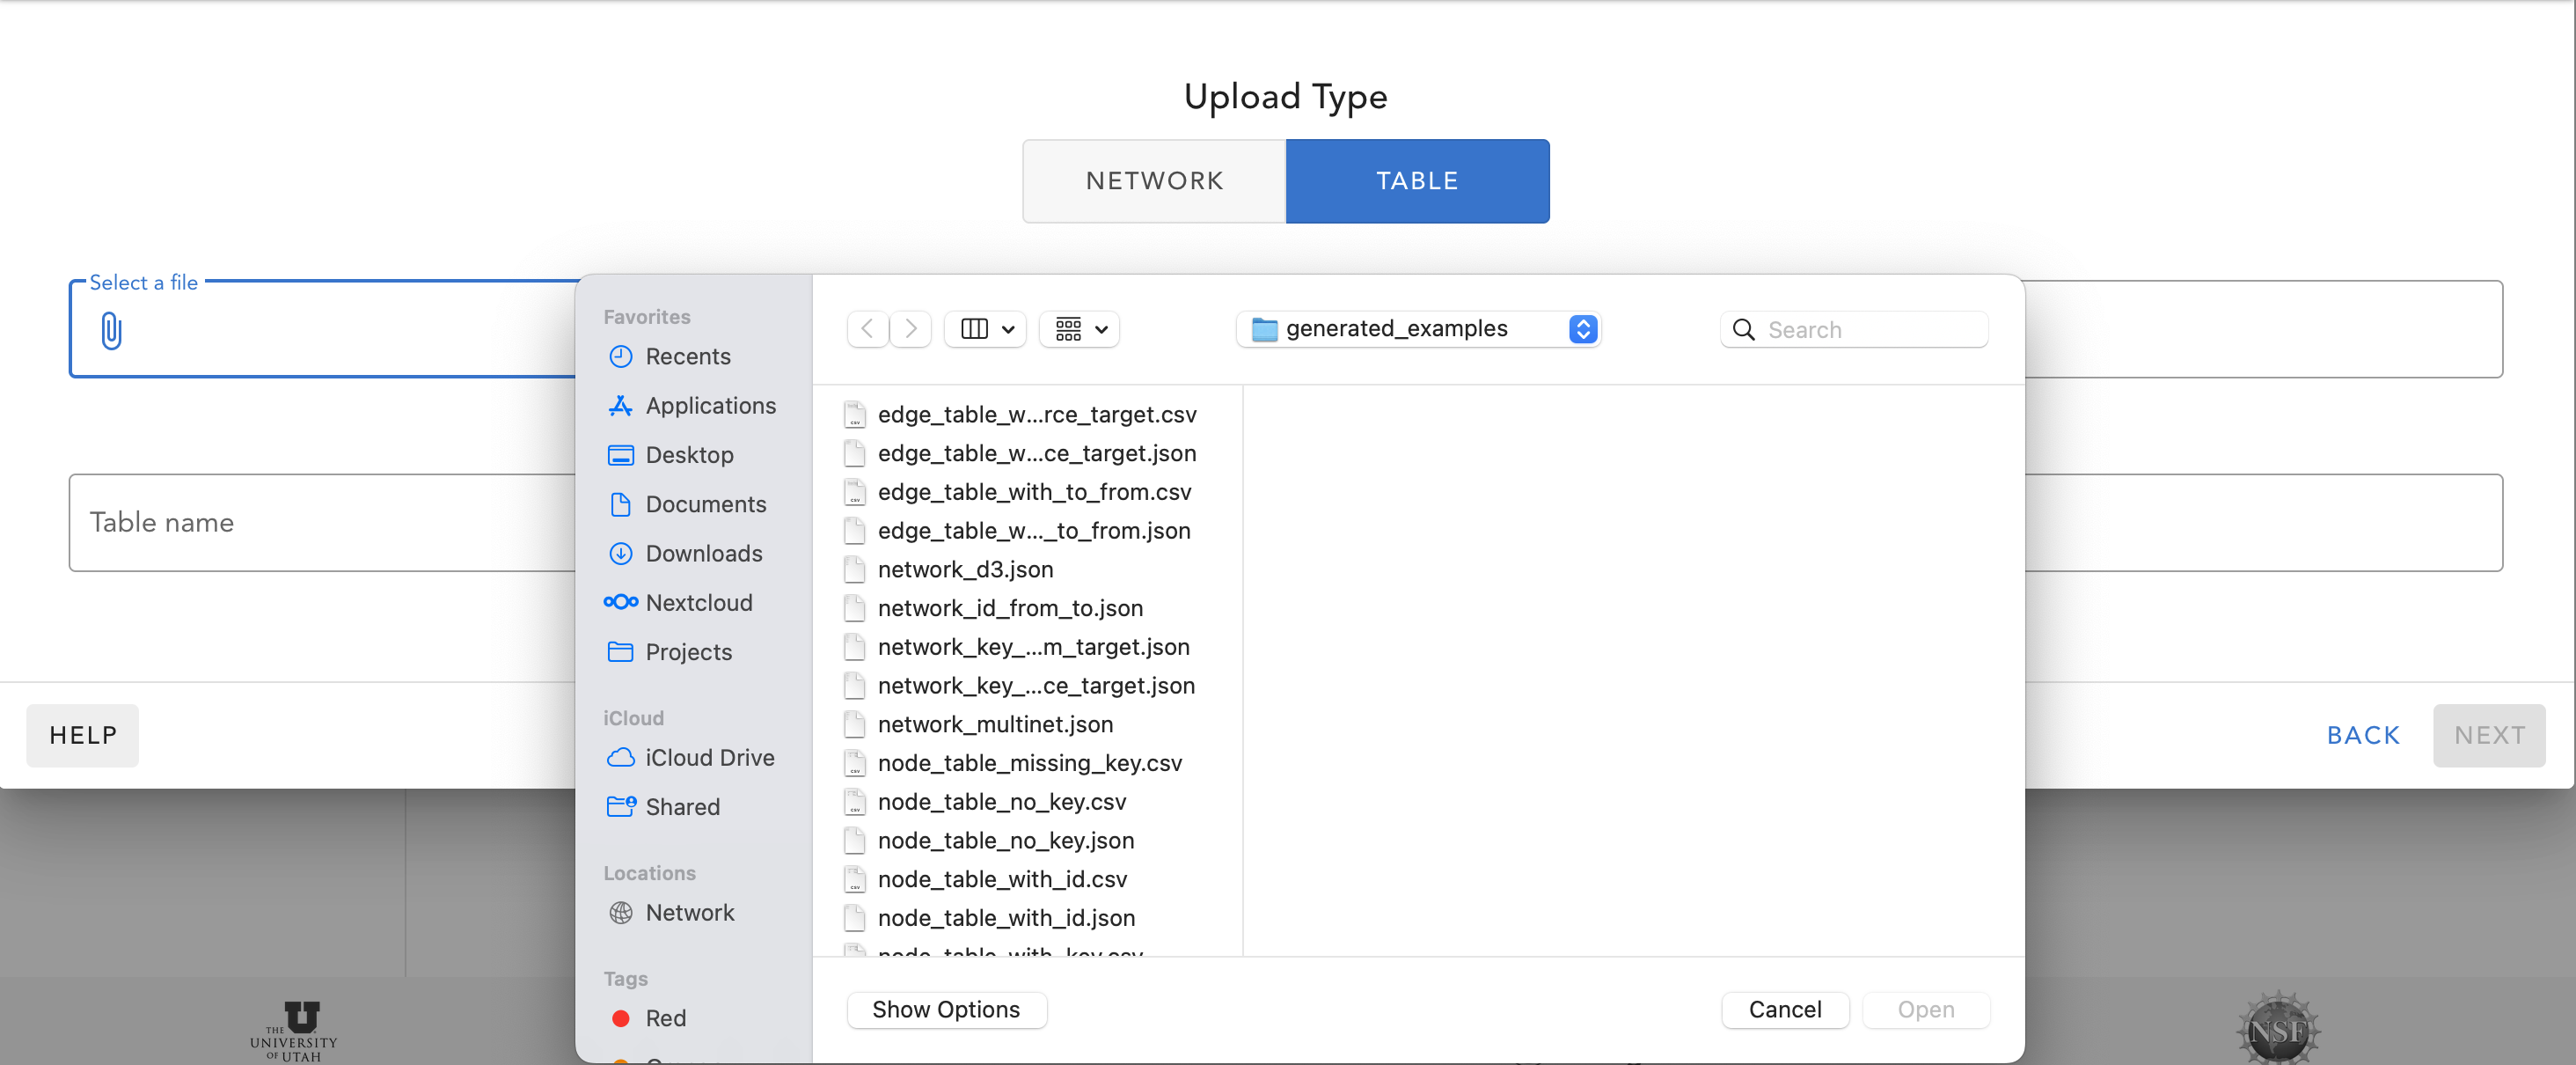 Upload Type
NETWORK
TABLE
Select a file
Table name
HELP
BACK
NEXT
Favorites
Recents
Applications
Desktop
Documents
Downloads
Nextcloud
Projects
iCloud
iCloud Drive
Shared
Locations
Network
Tags
Red
generated_examples
Search
edge_table_w...rce_target.csv
edge_table_w...ce_target.json
edge_table_with_to_from.csv
edge_table_w..._to_from.json
network_d3.json
network_id_from_to.json
network_key_...m_target.json
network_key_...ce_target.json
network_multinet.json
node_table_missing_key.csv
node_table_no_key.csv
node_table_no_key.json
node_table_with_id.csv
node_table_with_id.json
node_table_with_key.csv
Show Options
Cancel
Open
THE
UNIVERSITY
OF UTAH
NSF